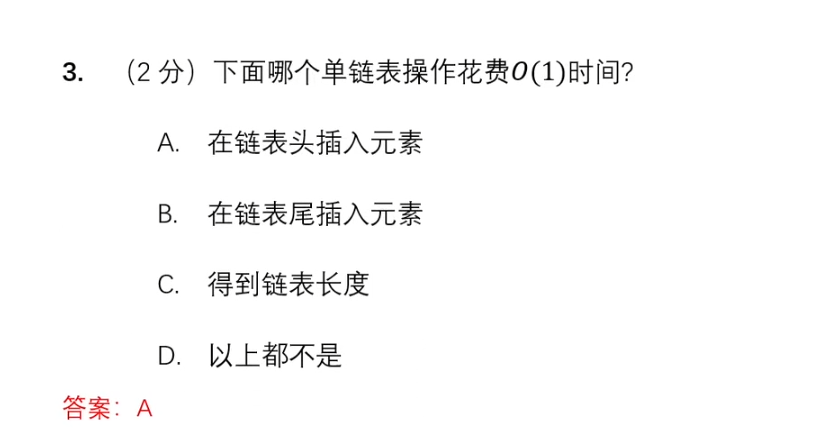 3. （2 分）下面哪个单链表操作花费O(1)时间?
A. 在链表头插入元素
B. 在链表尾插入元素
C. 得到链表长度
D. 以上都不是
答案：A